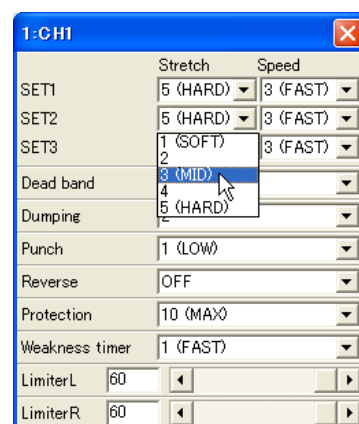 1:CH1
Stretch Speed
SET1 5 (HARD) 3 (FAST)
SET2 5 (HARD) 3 (FAST)
SET3 3 (FAST)
1 (SOFT)
2
3 (MID)
4
5 (HARD)
Dead band
Dumping
Punch 1 (LOW)
Reverse OFF
Protection 10 (MAX)
Weakness timer 1 (FAST)
LimiterL 60
LimiterR 60